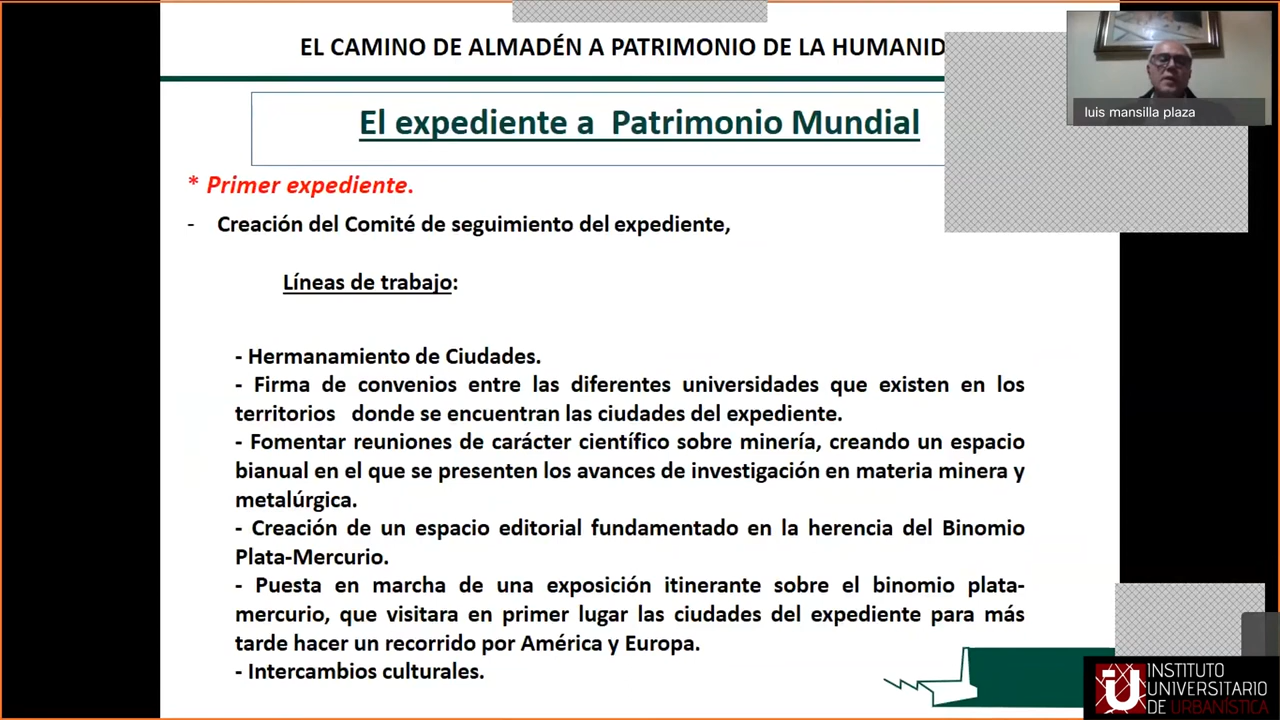 EL CAMINO DE ALMADÉN A PATRIMONIO DE LA
luis mansilla plaza
El expediente a Patrimonio Mundial
* Primer expediente.
- Creación del Comité de seguimiento del expediente,
Líneas de trabajo:
- Hermanamiento de Ciudades.
- Firma de convenios entre las diferentes universidades que existen en los
territorios donde se encuentran las ciudades del expediente.
- Fomentar reuniones de carácter científico sobre minería, creando un espacio
bianual en el que se presenten los avances de investigación en materia minera y
metalúrgica.
- Creación de un espacio editorial fundamentado en la herencia del Binomio
Plata-Mercurio.
- Puesta en marcha de una exposición itinerante sobre el binomio plata-
mercurio, que visitara en primer lugar las ciudades del expediente para más
tarde hacer un recorrido por América y Europa.
- Intercambios culturales.
INSTITUTO
UNIVERSITARIO
DE URBANÍSTICA